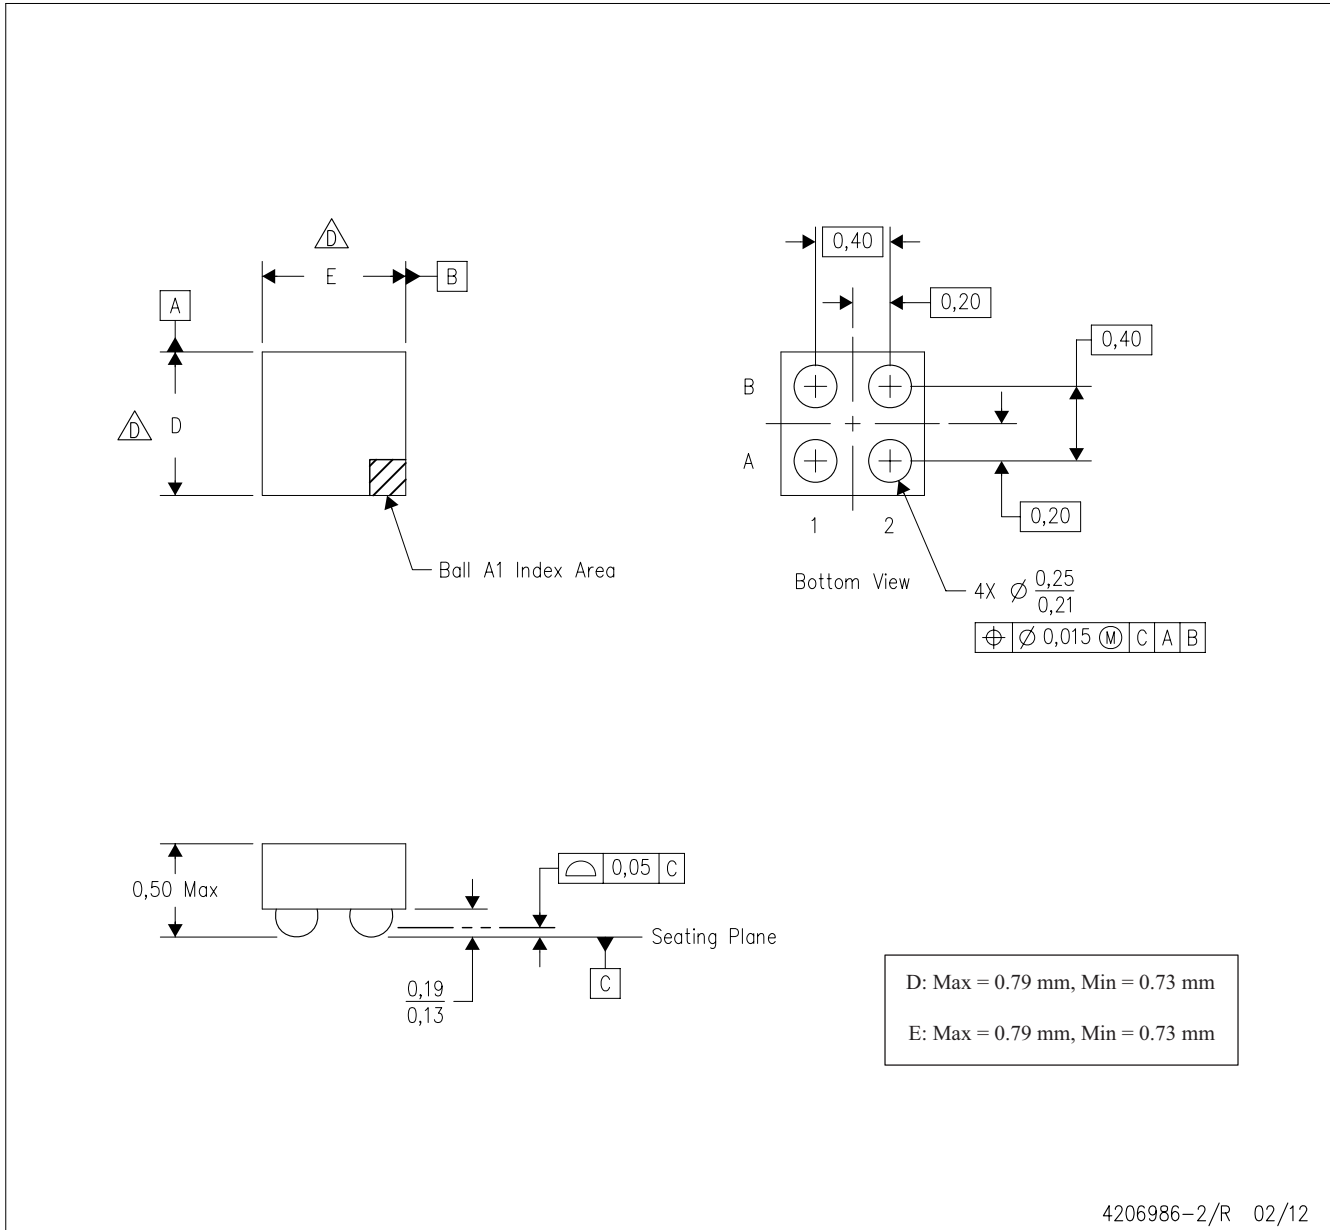 D
E
B
A
D
D
Ball A1 Index Area
0,40
0,20
0,40
B
A
0,20
1 2
Bottom View
4X Ø 0,25
0,21
⌖ Ø 0,015 Ⓜ C A B
0,50 Max
⌓ 0,05 C
Seating Plane
C
0,19
0,13
D: Max = 0.79 mm, Min = 0.73 mm
E: Max = 0.79 mm, Min = 0.73 mm
4206986-2/R 02/12